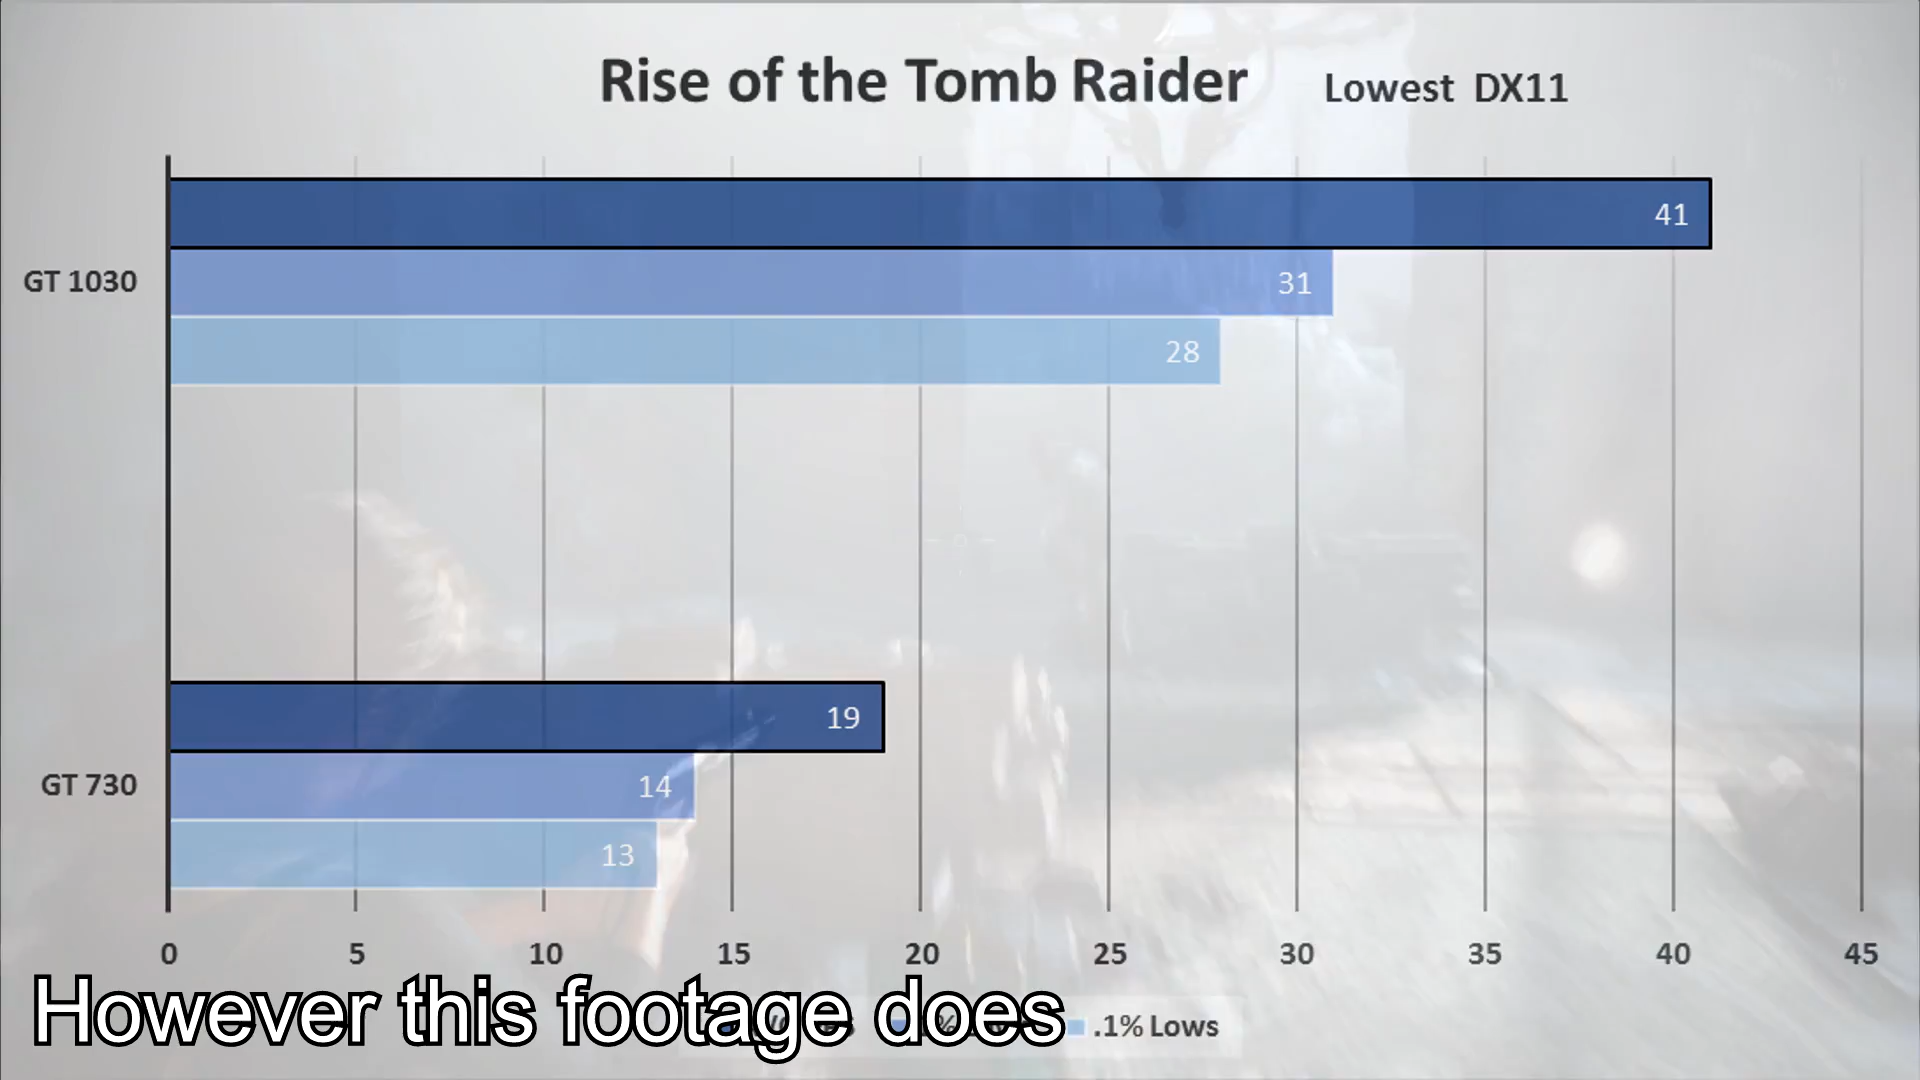 Rise of the Tomb Raider Lowest DX11
41
GT 1030
31
28
19
GT 730
14
13
0 5 10 15 20 25 30 35 40 45
However this footage does
.1% Lows